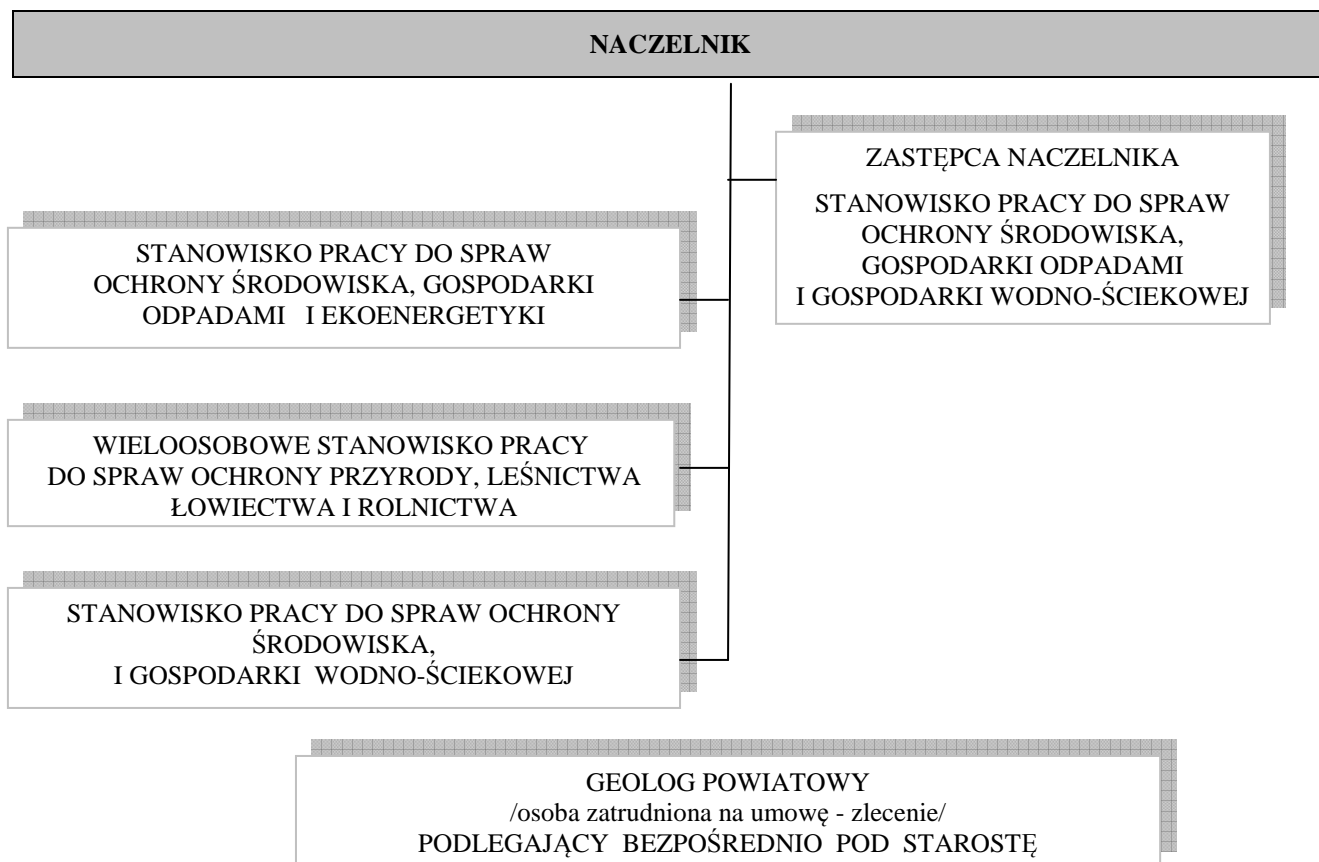 NACZELNIK
ZASTĘPCA NACZELNIKA
STANOWISKO PRACY DO SPRAW
OCHRONY ŚRODOWISKA,
GOSPODARKI ODPADAMI
I GOSPODARKI WODNO-ŚCIEKOWEJ
STANOWISKO PRACY DO SPRAW
OCHRONY ŚRODOWISKA, GOSPODARKI
ODPADAMI I EKOENERGETYKI
WIELOOSOBOWE STANOWISKO PRACY
DO SPRAW OCHRONY PRZYRODY, LEŚNICTWA
ŁOWIECTWA I ROLNICTWA
STANOWISKO PRACY DO SPRAW OCHRONY
ŚRODOWISKA,
I GOSPODARKI WODNO-ŚCIEKOWEJ
GEOLOG POWIATOWY
/osoba zatrudniona na umowę - zlecenie/
PODLEGAJĄCY BEZPOŚREDNIO POD STAROSTĘ